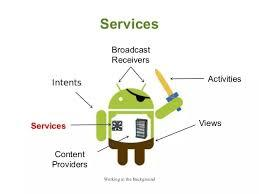 Services
Broadcast
Receivers
Intents
Activities
Services
Views
Content
Providers
Working in the Background